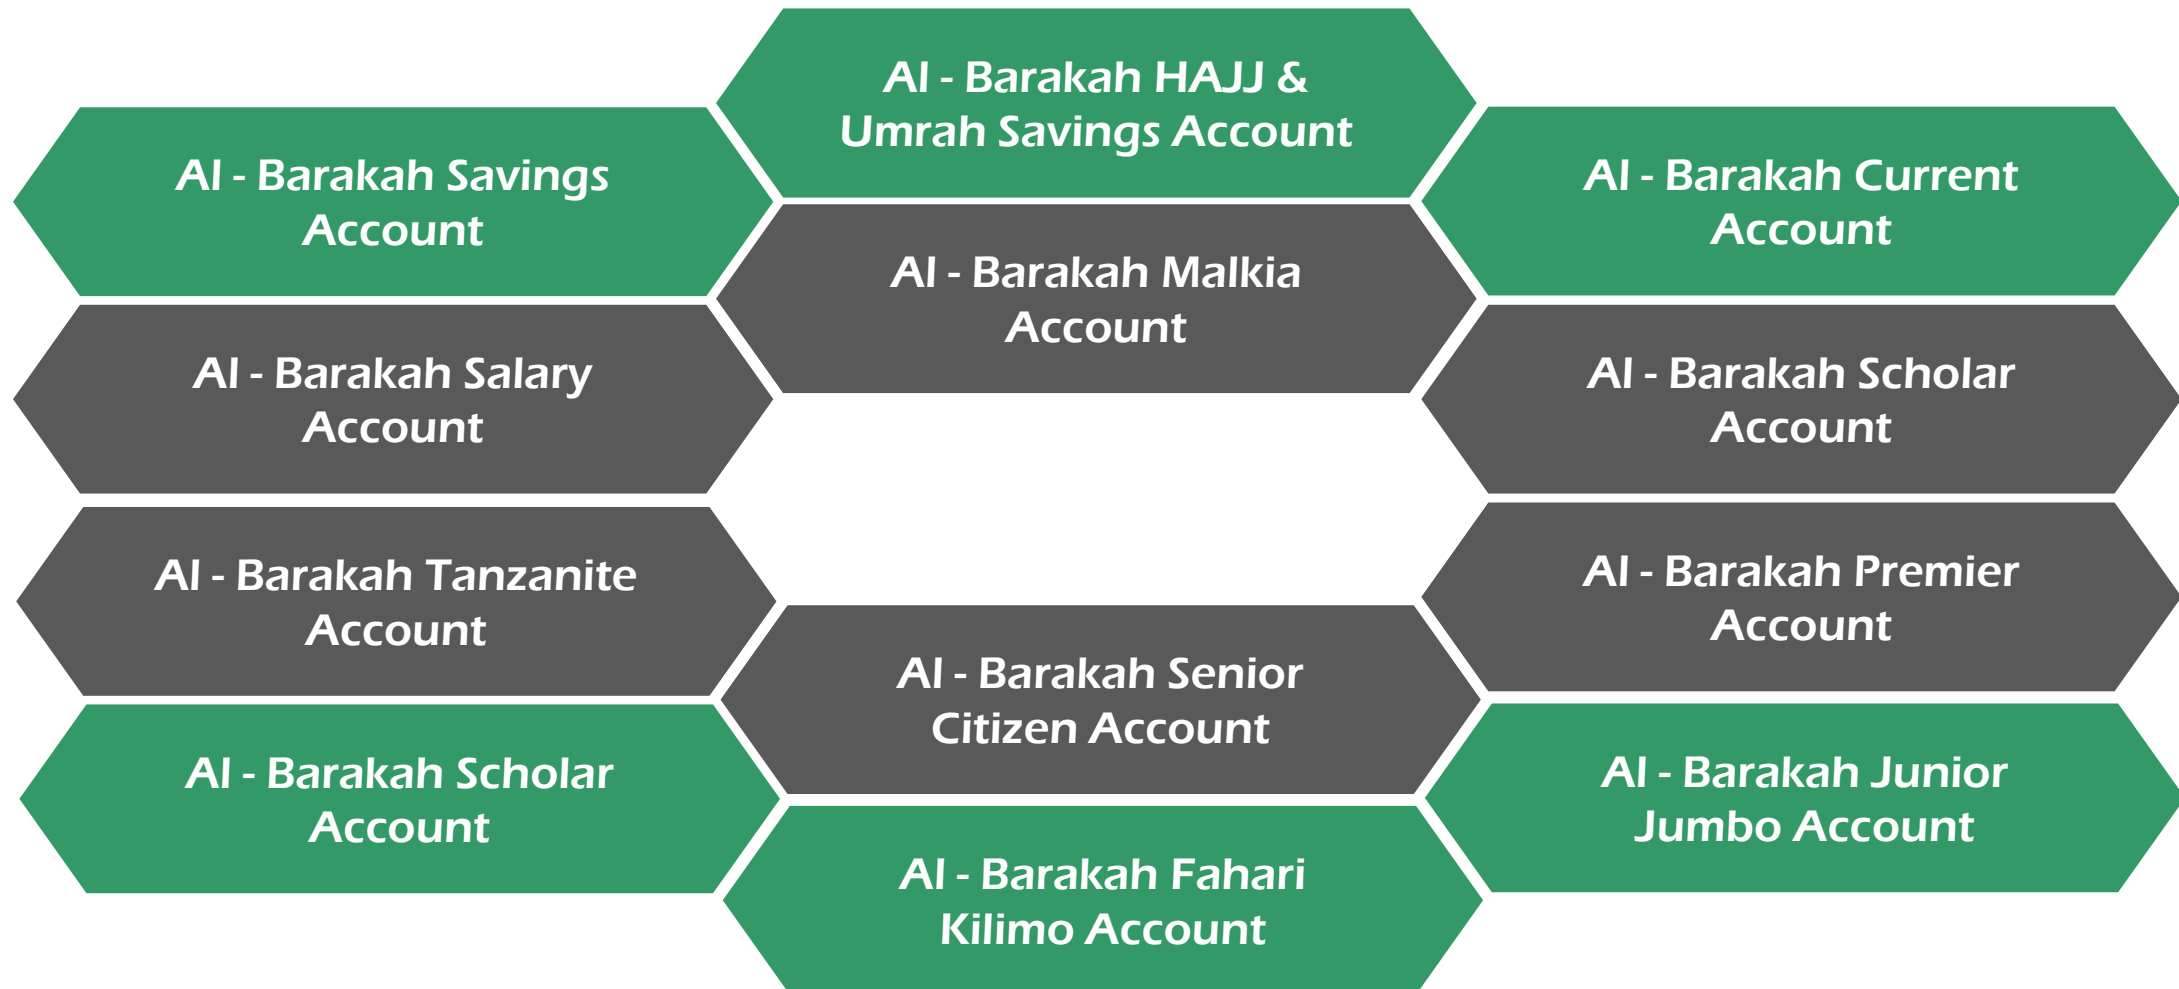 Al - Barakah HAJJ &
Umrah Savings Account
Al - Barakah Savings
Account
Al - Barakah Current
Account
Al - Barakah Malkia
Account
Al - Barakah Salary
Account
Al - Barakah Scholar
Account
Al - Barakah Tanzanite
Account
Al - Barakah Premier
Account
Al - Barakah Senior
Citizen Account
Al - Barakah Scholar
Account
Al - Barakah Junior
Jumbo Account
Al - Barakah Fahari
Kilimo Account